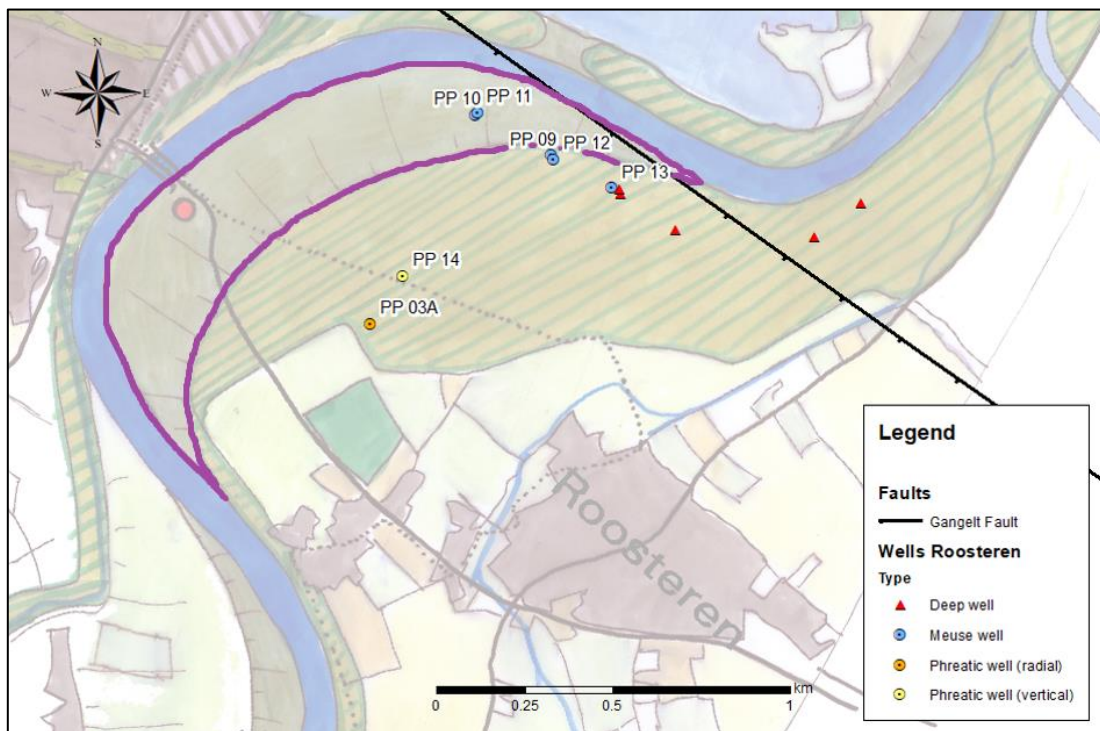 N
W E
S
PP 10 PP 11
PP 09 PP 12
PP 13
PP 14
PP 03A
Roosteren
km
0 0.25 0.5 1
Legend
Faults
Gangelt Fault
Wells Roosteren
Type
Deep well
Meuse well
Phreatic well (radial)
Phreatic well (vertical)